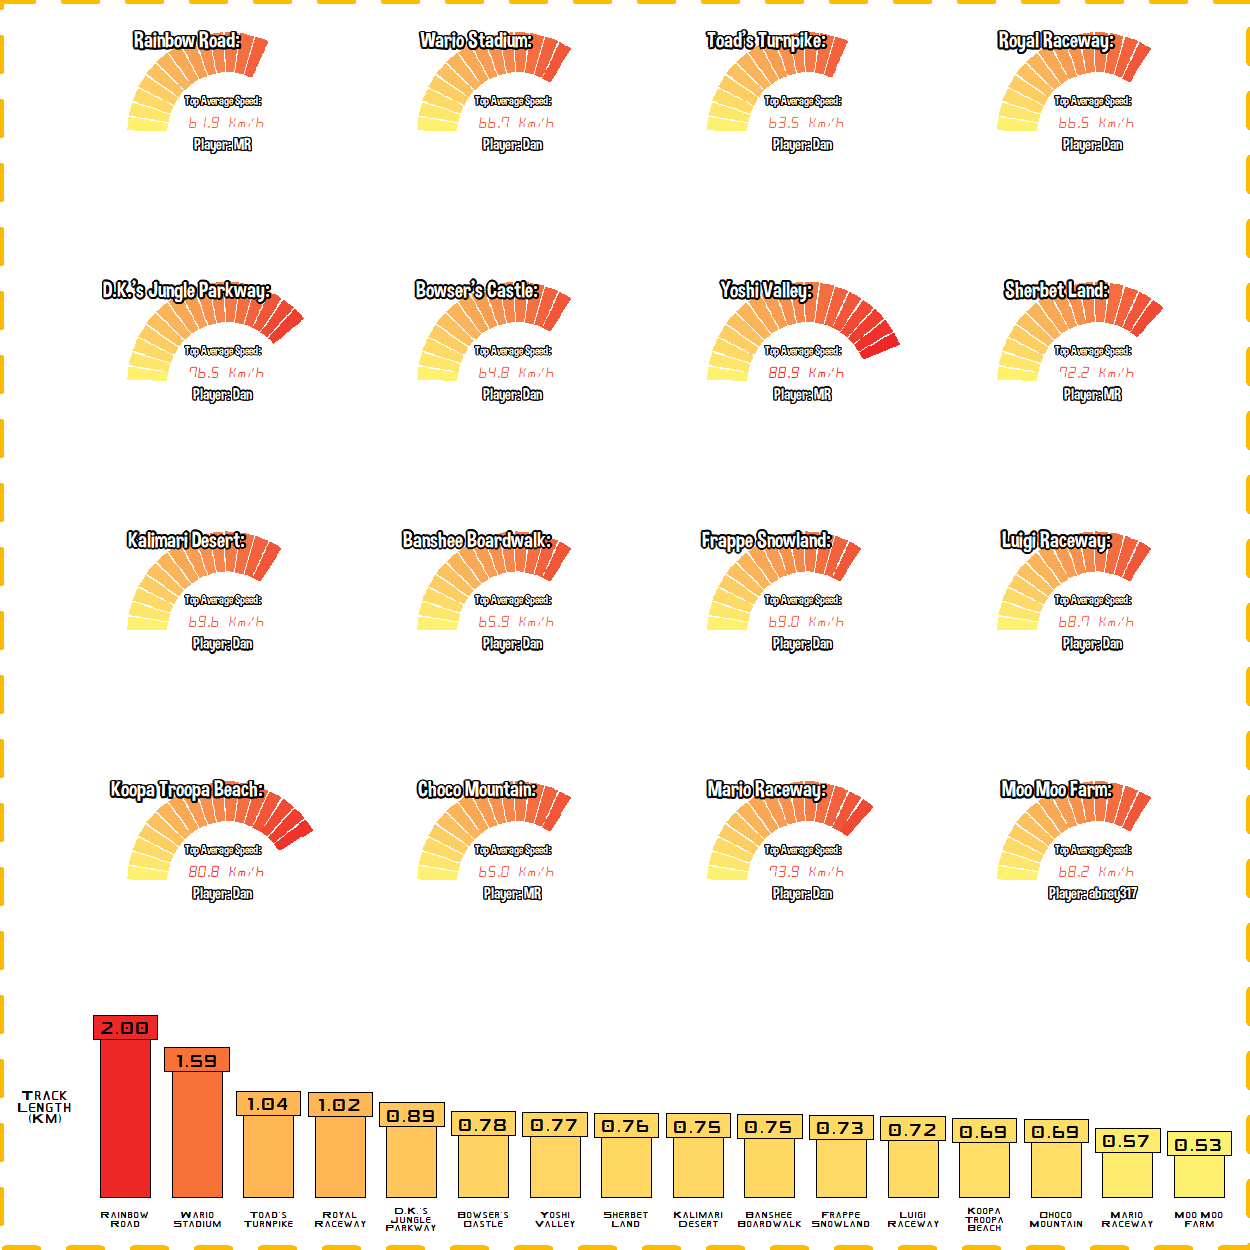 Rainbow Road:
Top Average Speed:
61.9 Km/h
Player: MR
Wario Stadium:
Top Average Speed:
66.7 Km/h
Player: Dan
Toad's Turnpike:
Top Average Speed:
63.5 Km/h
Player: Dan
Royal Raceway:
Top Average Speed:
66.5 Km/h
Player: Dan
D.K.'s Jungle Parkway:
Top Average Speed:
76.5 Km/h
Player: Dan
Bowser's Castle:
Top Average Speed:
64.8 Km/h
Player: Dan
Yoshi Valley:
Top Average Speed:
88.9 Km/h
Player: MR
Sherbet Land:
Top Average Speed:
72.2 Km/h
Player: MR
Kalimari Desert:
Top Average Speed:
69.6 Km/h
Player: Dan
Banshee Boardwalk:
Top Average Speed:
65.9 Km/h
Player: Dan
Frappe Snowland:
Top Average Speed:
69.0 Km/h
Player: Dan
Luigi Raceway:
Top Average Speed:
68.7 Km/h
Player: Dan
Koopa Troopa Beach:
Top Average Speed:
80.8 Km/h
Player: Dan
Choco Mountain:
Top Average Speed:
65.0 Km/h
Player: MR
Mario Raceway:
Top Average Speed:
73.9 Km/h
Player: Dan
Moo Moo Farm:
Top Average Speed:
68.2 Km/h
Player: abney317
Track
Length
(KM)
2.00
1.59
1.04
1.02
0.89
0.78
0.77
0.76
0.75
0.75
0.73
0.72
0.69
0.69
0.57
0.53
Rainbow
Road
Wario
Stadium
Toad's
Turnpike
Royal
Raceway
D.K.'s
Jungle
Parkway
Bowser's
Castle
Yoshi
Valley
Sherbet
Land
Kalimari
Desert
Banshee
Boardwalk
Frappe
Snowland
Luigi
Raceway
Koopa
Troopa
Beach
Choco
Mountain
Mario
Raceway
Moo Moo
Farm